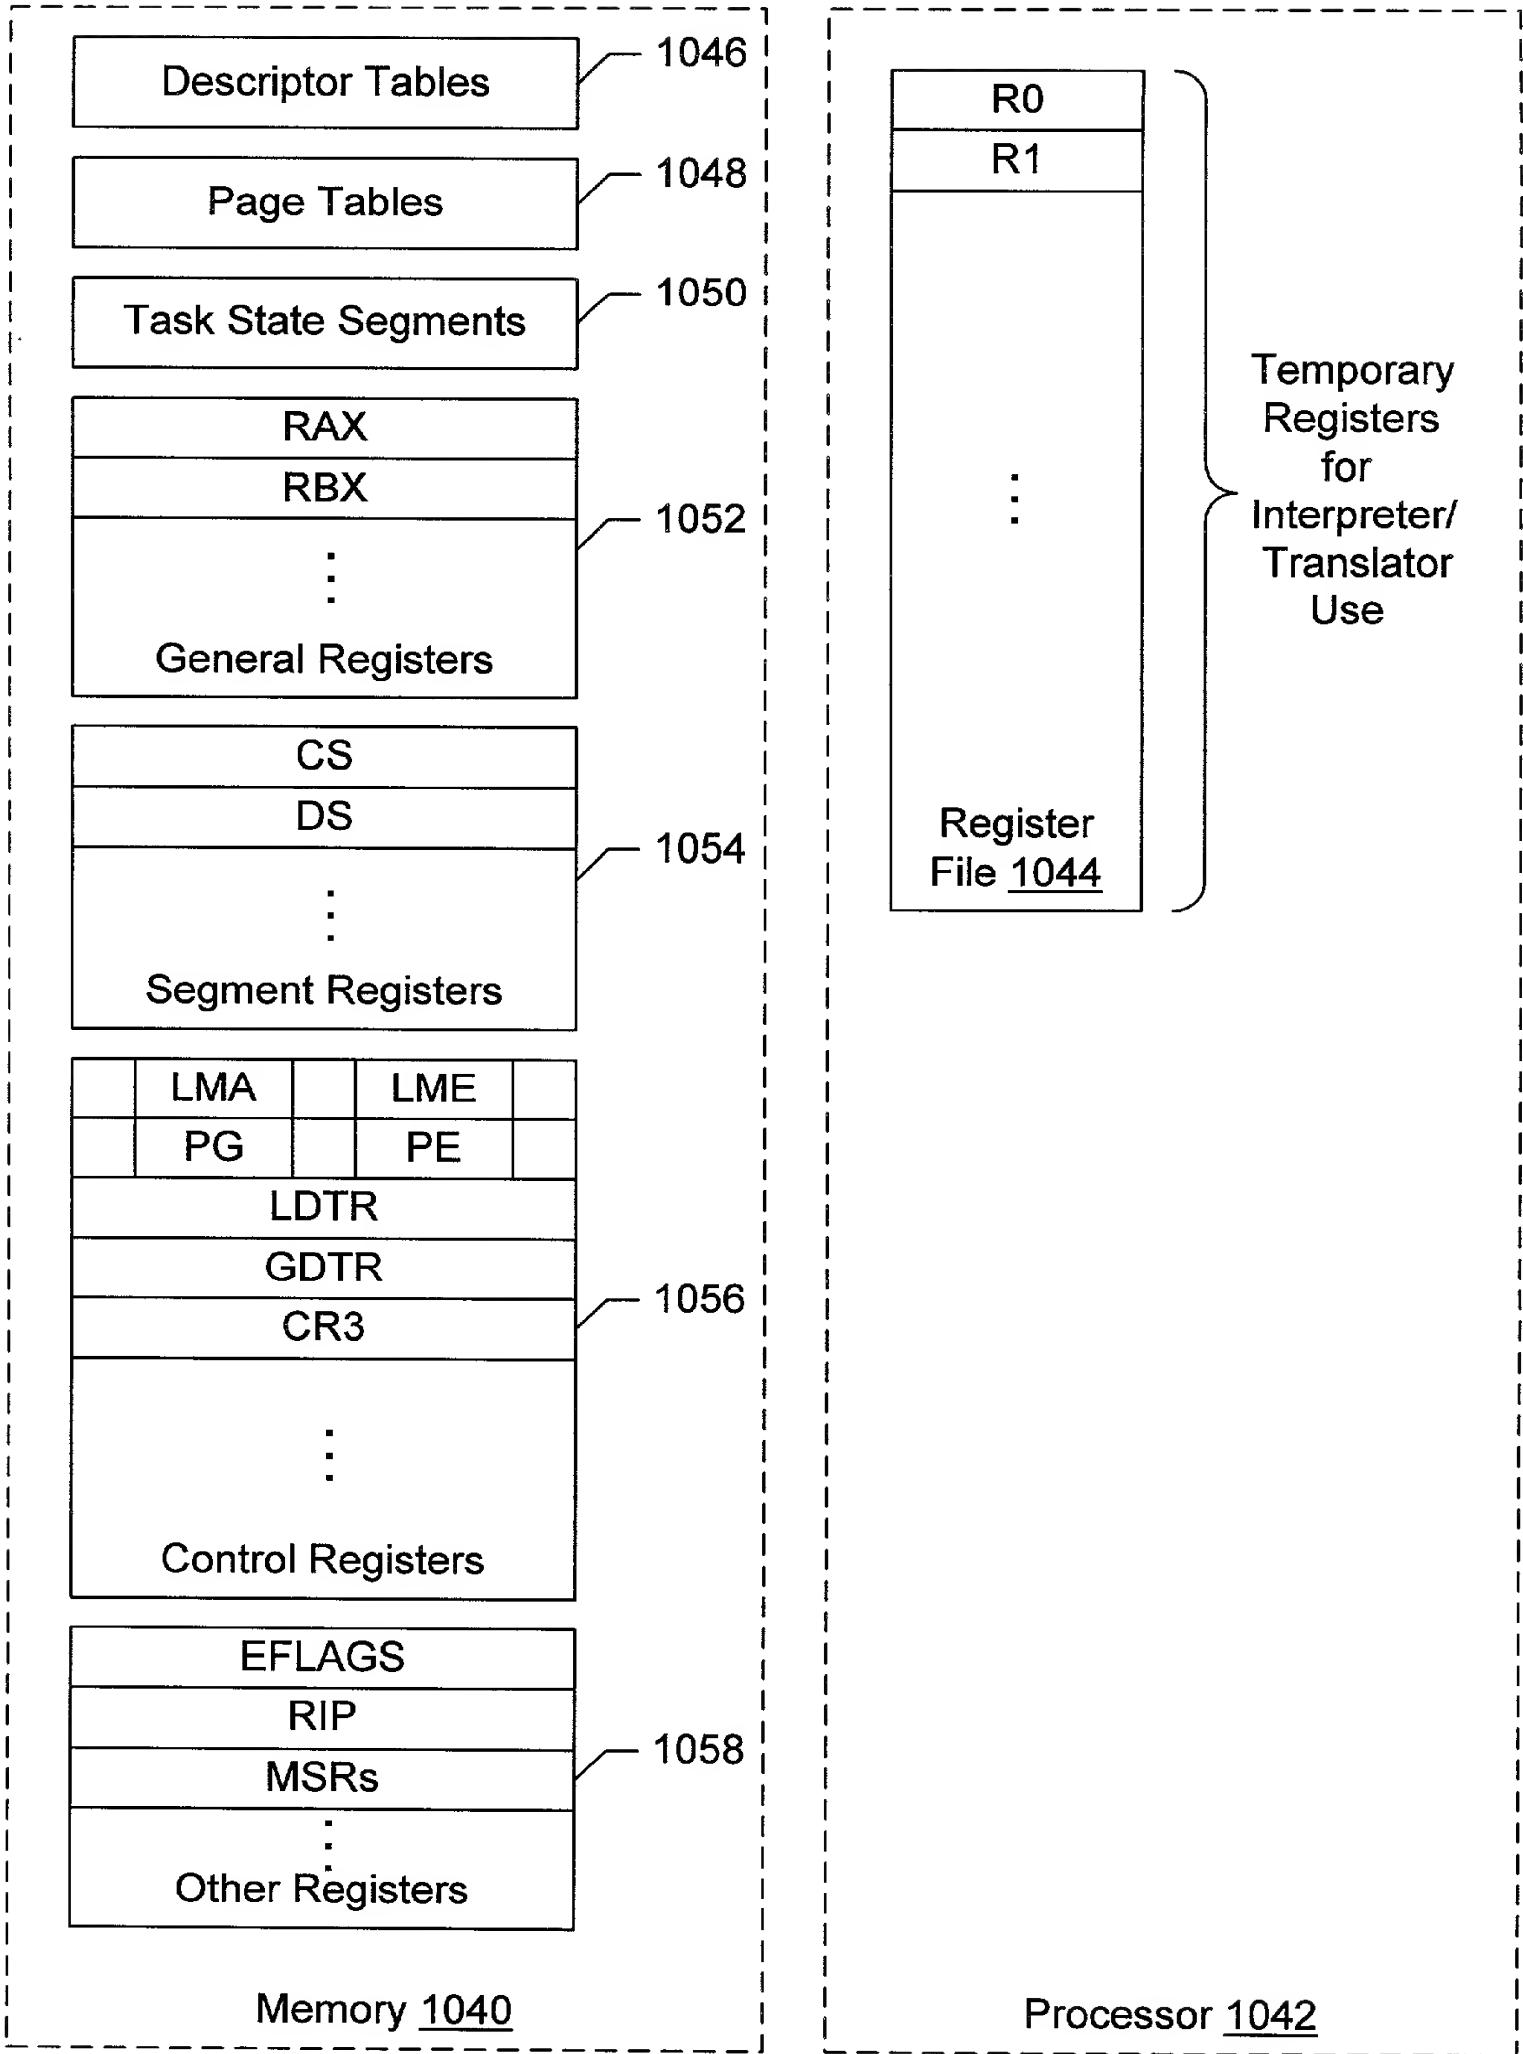 Descriptor Tables
1046
Page Tables
1048
Task State Segments
1050
RAX
RBX
1052
General Registers
CS
DS
1054
Segment Registers
LMA
LME
PG
PE
LDTR
GDTR
CR3
1056
Control Registers
EFLAGS
RIP
MSRs
1058
Other Registers
Memory 1040
R0
R1
Register
File 1044
Temporary
Registers
for
Interpreter/
Translator
Use
Processor 1042